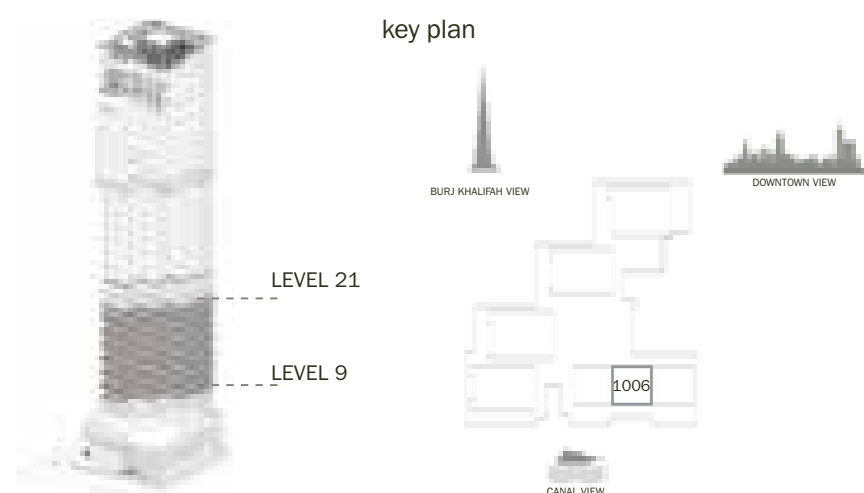 key plan
BURJ KHALIFAH VIEW
DOWNTOWN VIEW
LEVEL 21
LEVEL 9
1006
CANAL VIEW